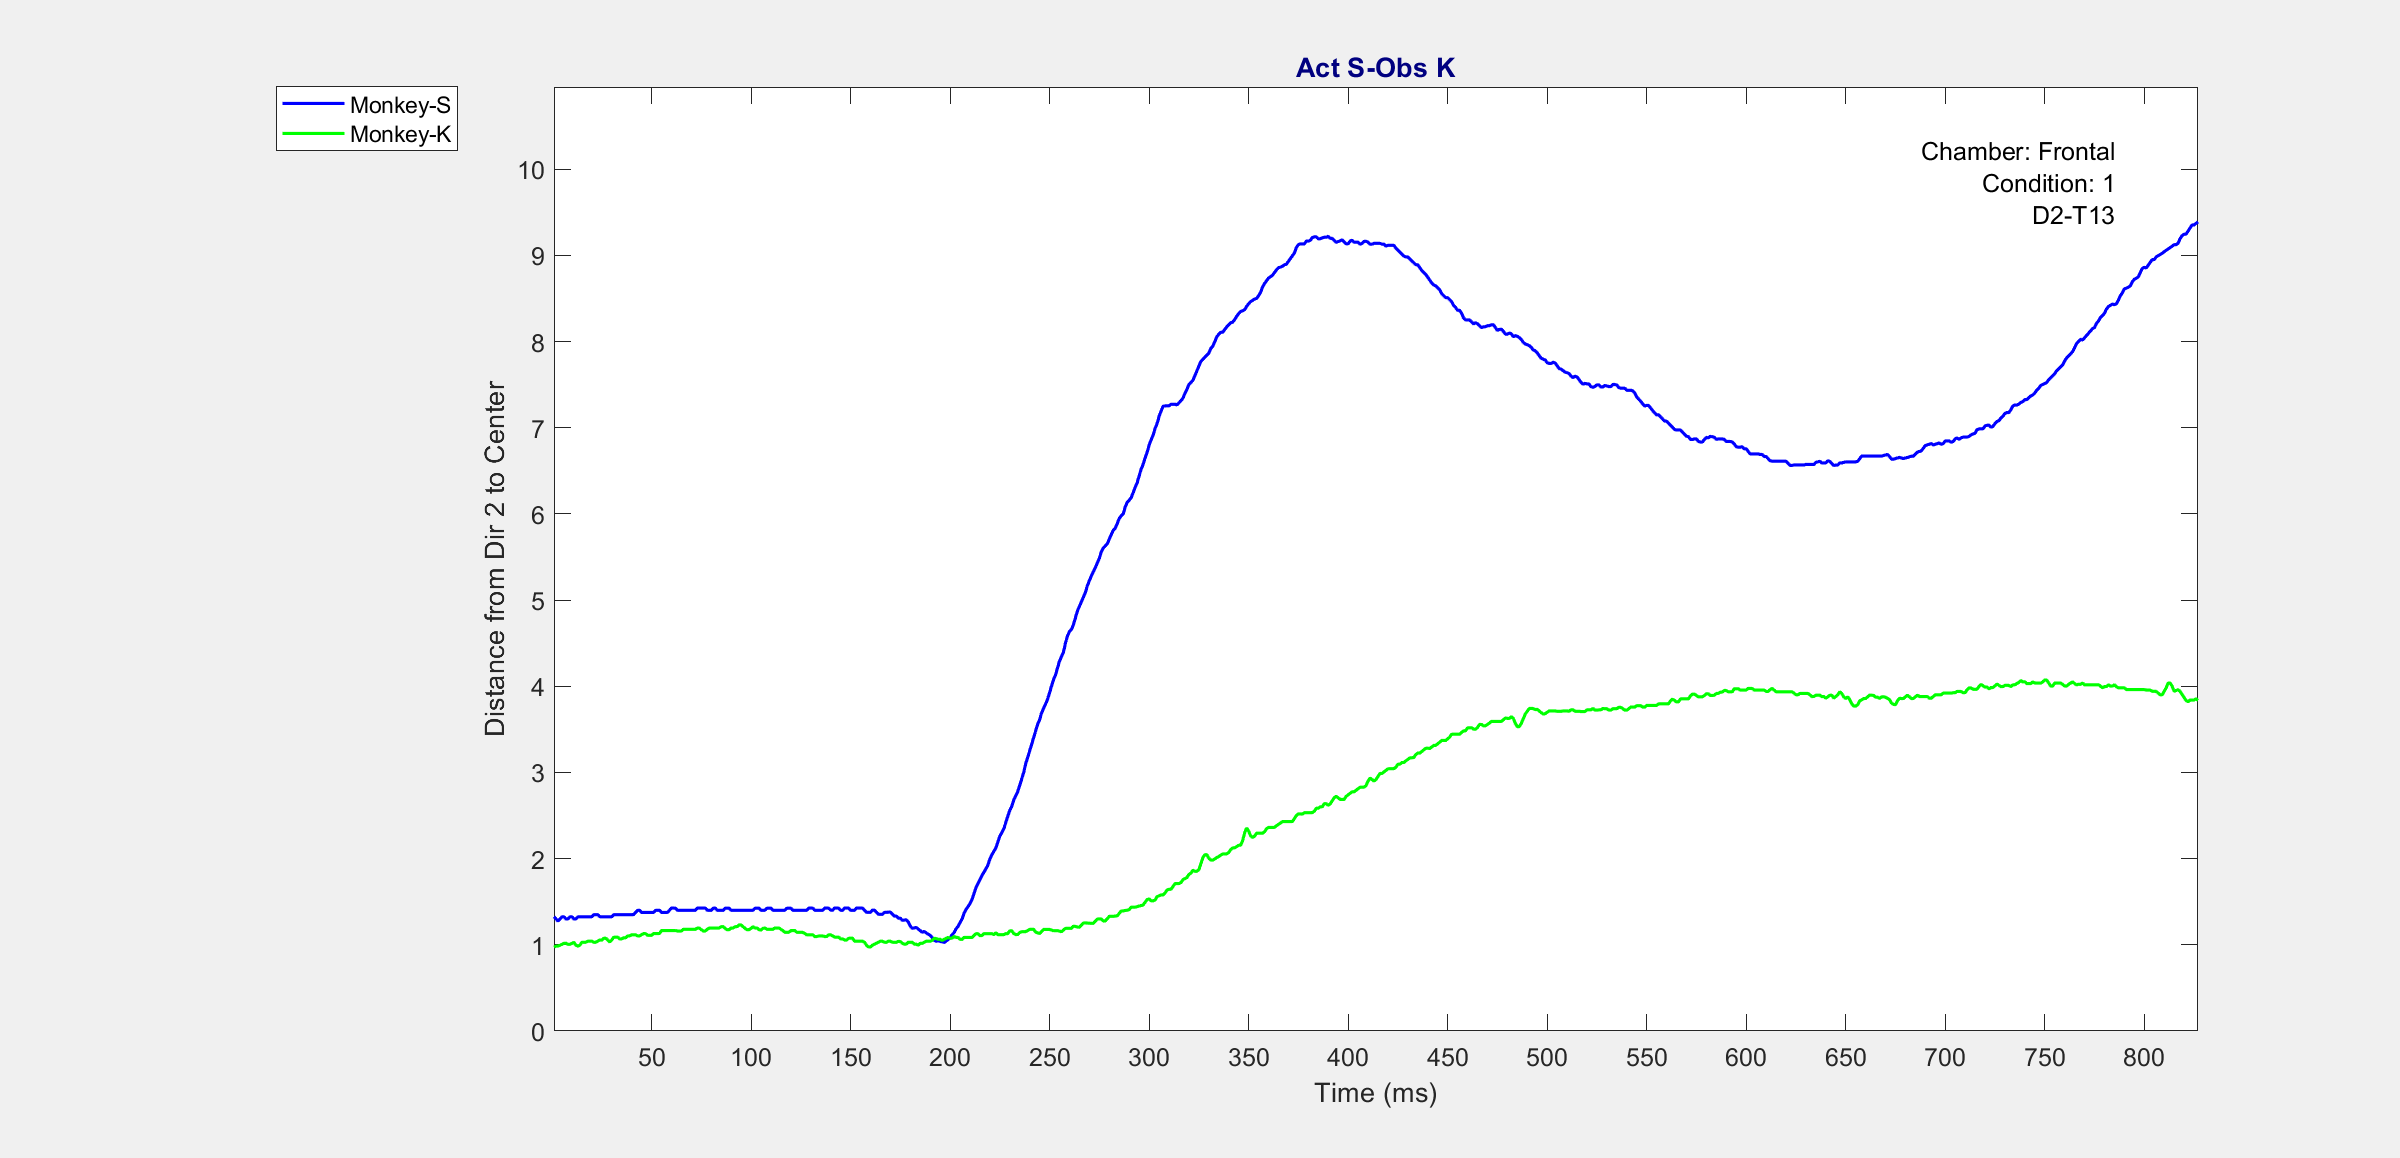 Act S-Obs K
Monkey-S
Monkey-K
Chamber: Frontal
Condition: 1
D2-T13
Distance from Dir 2 to Center
10
9
8
7
6
5
4
3
2
1
0
50 100 150 200 250 300 350 400 450 500 550 600 650 700 750 800
Time (ms)